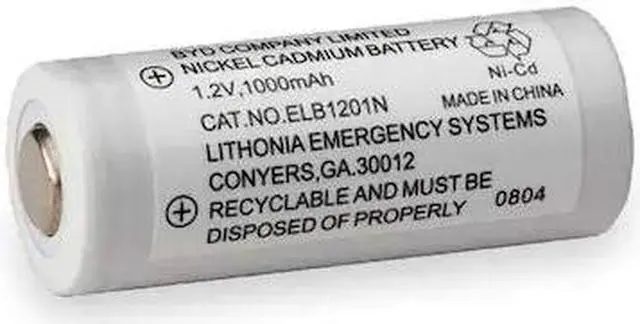 BYD COMPANY LIMITED
NICKEL CADMIUM BATTERY
1.2V,1000mAh
Ni-Cd
CAT.NO.ELB1201N
MADE IN CHINA
LITHONIA EMERGENCY SYSTEMS
CONYERS,GA.30012
RECYCLABLE AND MUST BE
DISPOSED OF PROPERLY
0804